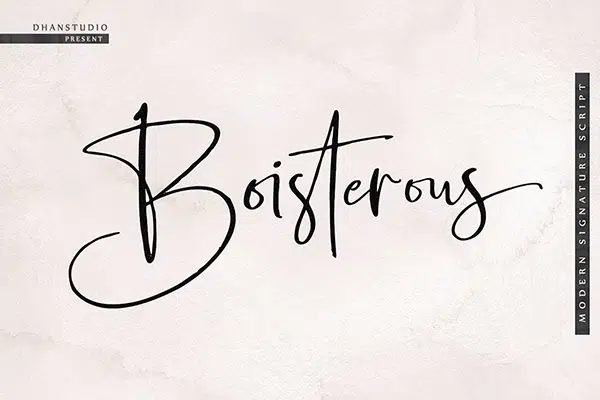 DHANSTUDIO
PRESENT
Boisterous
MODERN SIGNATURE SCRIPT